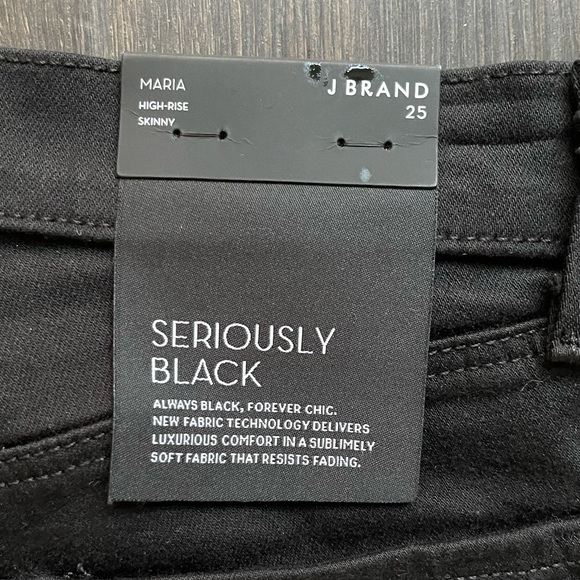 MARIA
HIGH-RISE
SKINNY
J BRAND
25
SERIOUSLY
BLACK
ALWAYS BLACK, FOREVER CHIC.
NEW FABRIC TECHNOLOGY DELIVERS
LUXURIOUS COMFORT IN A SUBLIMELY
SOFT FABRIC THAT RESISTS FADING.